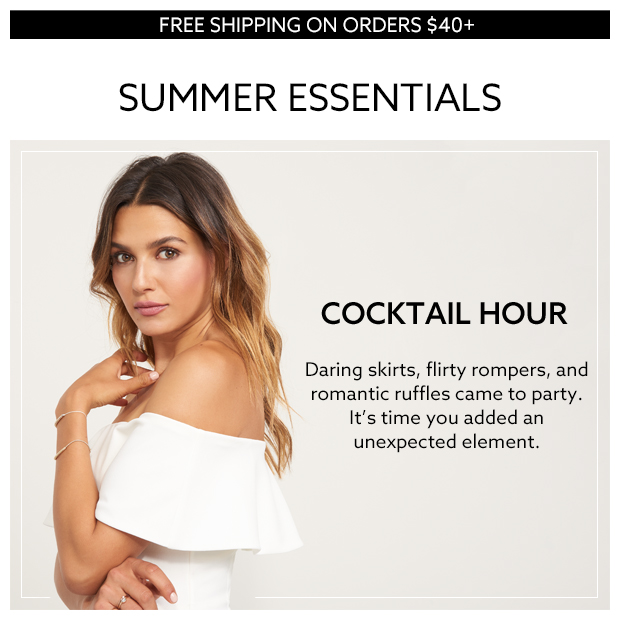 FREE SHIPPING ON ORDERS $40+
SUMMER ESSENTIALS
COCKTAIL HOUR
Daring skirts, flirty rompers, and
romantic ruffles came to party.
It’s time you added an
unexpected element.